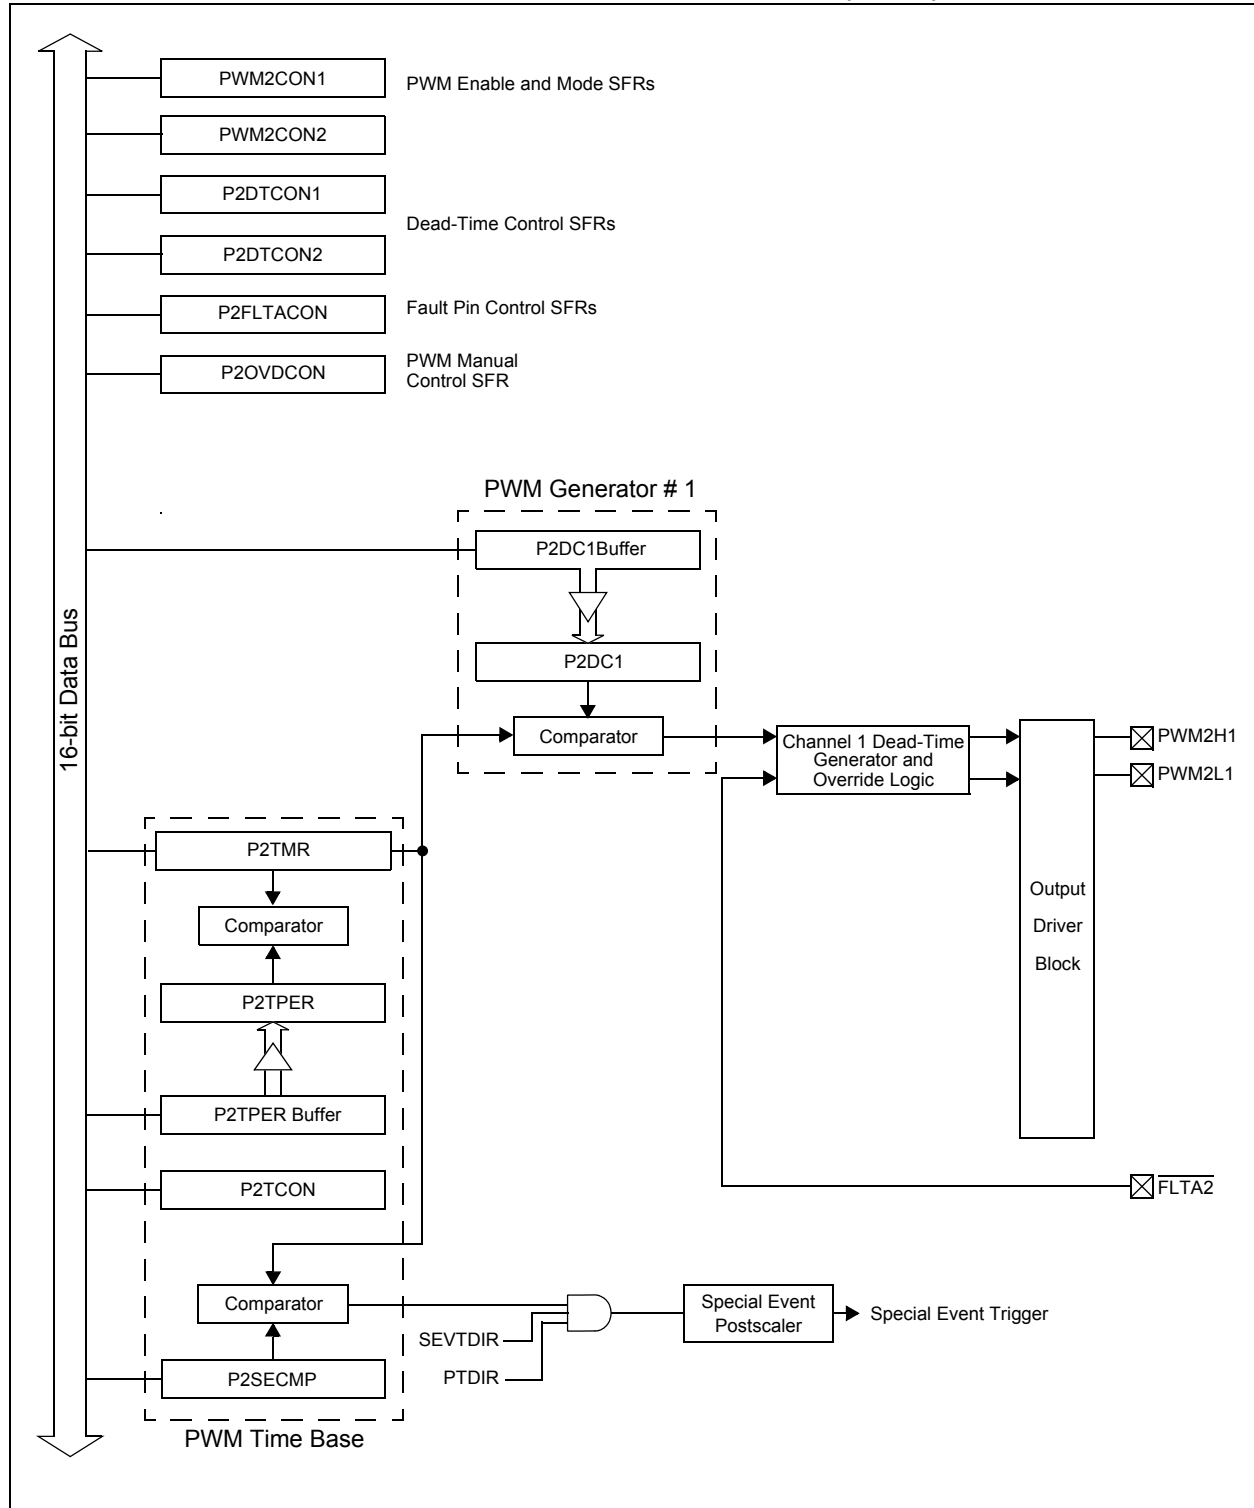 PWM2CON1
PWM Enable and Mode SFRs
PWM2CON2
P2DTCON1
Dead-Time Control SFRs
P2DTCON2
P2FLTACON
Fault Pin Control SFRs
P2OVDCON
PWM Manual
Control SFR
PWM Generator # 1
P2DC1Buffer
16-bit Data Bus
P2DC1
Comparator
Channel 1 Dead-Time
Generator and
Override Logic
PWM2H1
PWM2L1
P2TMR
Comparator
Output
Driver
Block
P2TPER
P2TPER Buffer
P2TCON
FLTA2
Comparator
Special Event
Postscaler
Special Event Trigger
SEVTDIR
PTDIR
P2SECMP
PWM Time Base